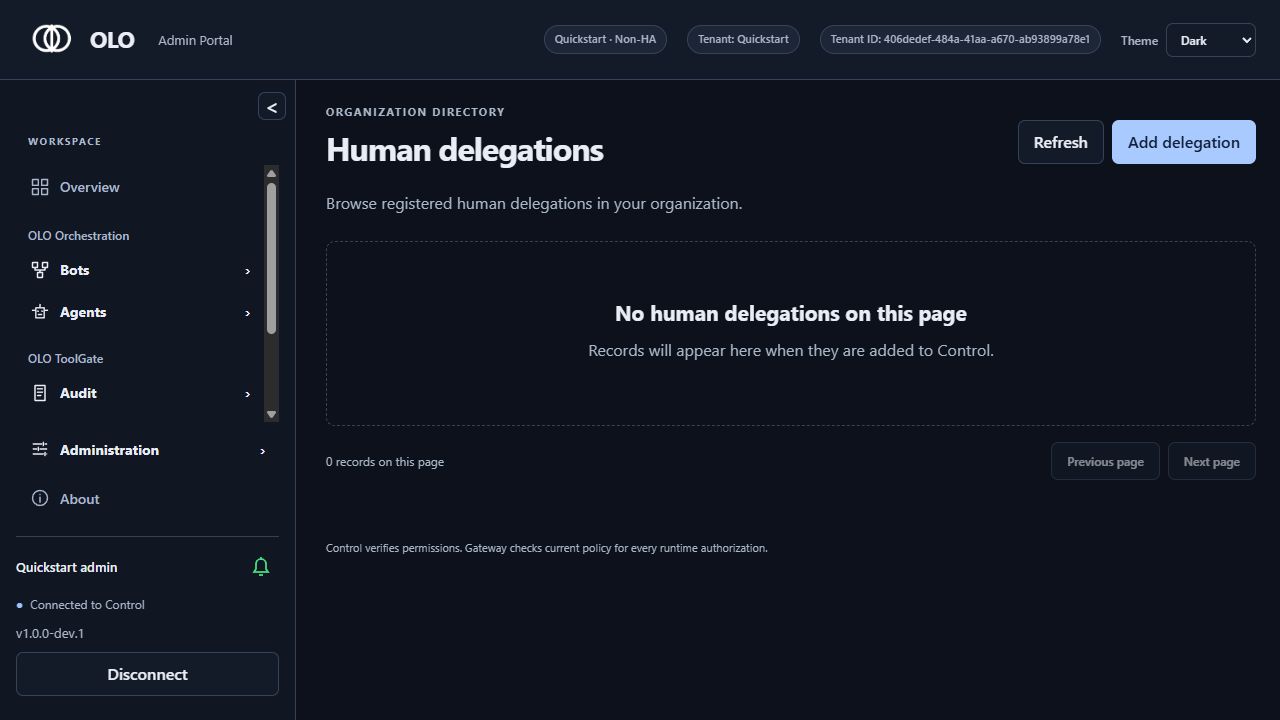 OLO
Admin Portal
Quickstart · Non-HA
Tenant: Quickstart
Tenant ID: 406dedef-484a-41aa-a670-ab93899a78e1
Theme
Dark
<
WORKSPACE
Overview
OLO Orchestration
Bots ›
Agents ›
OLO ToolGate
Audit ›
Administration ›
About
Quickstart admin
Connected to Control
v1.0.0-dev.1
Disconnect
ORGANIZATION DIRECTORY
Human delegations
Refresh
Add delegation
Browse registered human delegations in your organization.
No human delegations on this page
Records will appear here when they are added to Control.
0 records on this page
Previous page
Next page
Control verifies permissions. Gateway checks current policy for every runtime authorization.